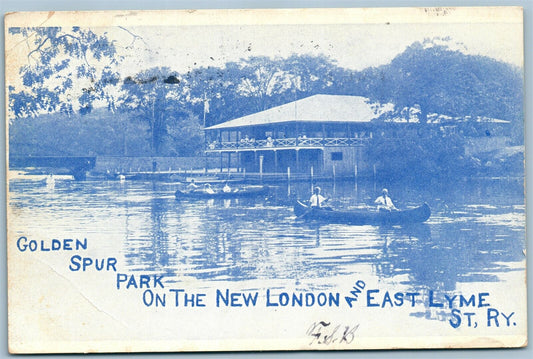 GOLDEN
SPUR
PARK
ON THE NEW LONDON AND EAST LYME
ST, RY.